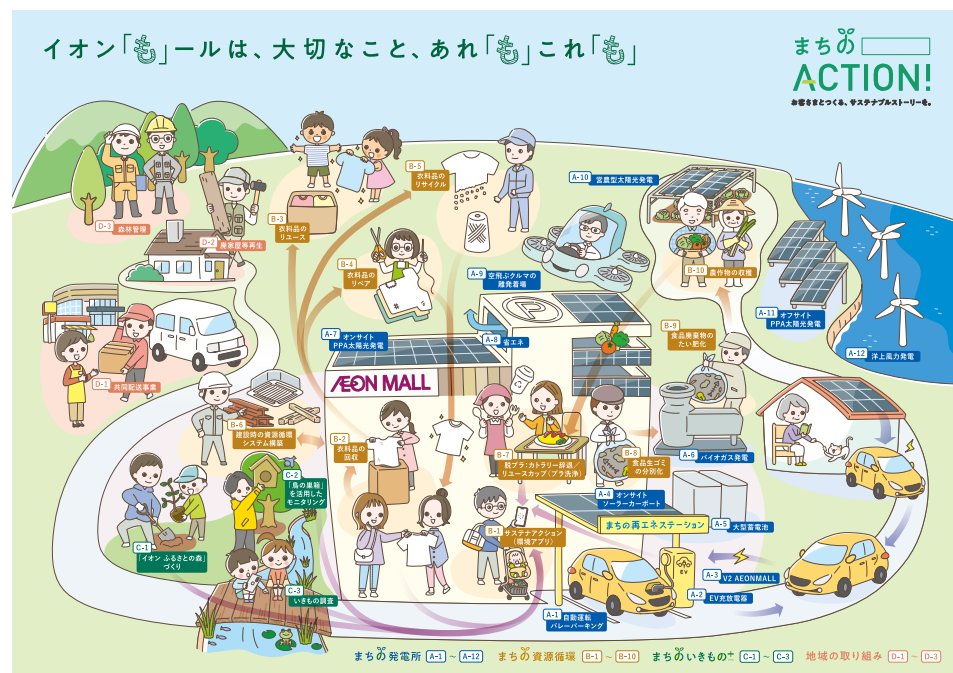 イオン「も」ールは、大切なこと、あれ「も」これ「も」
まちの
ACTION!
お客さまとつくる、サステナブルストーリーを。
D-3 森林管理
D-2 廃家屋等再生
B-3 衣料品の
リユース
B-5 衣料品の
リサイクル
B-4 衣料品の
リペア
A-10 営農型太陽光発電
B-10 農作物の収穫
A-9 空飛ぶクルマの
離発着場
A-11 オフサイト
PPA太陽光発電
A-12 洋上風力発電
A-7 オンサイト
PPA太陽光発電
A-8 省エネ
P
B-9 食品廃棄物の
たい肥化
D-1 共同配送事業
ÆON MALL
B-6 建設時の資源循環
システム構築
B-2 衣料品の
回収
B-7 脱プラ:カトラリー辞退/
リユースカップ(プラ洗浄)
B-8 食品生ゴミ
の分別化
A-6 バイオガス発電
C-2 「鳥の巣箱」
を活用した
モニタリング
A-4 オンサイト
ソーラーカーポート
まちの再エネステーション
A-5 大型蓄電池
B-1 サステナアクション
(環境アプリ)
C-1 「イオン ふるさとの森」
づくり
EV
A-3 V2 AEONMALL
A-2 EV充放電器
C-3 いきもの調査
A-1 自動運転
バレーパーキング
まちの発電所 A-1 ~ A-12 まちの資源循環 B-1 ~ B-10 まちのいきもの± C-1 ~ C-3 地域の取り組み D-1 ~ D-3